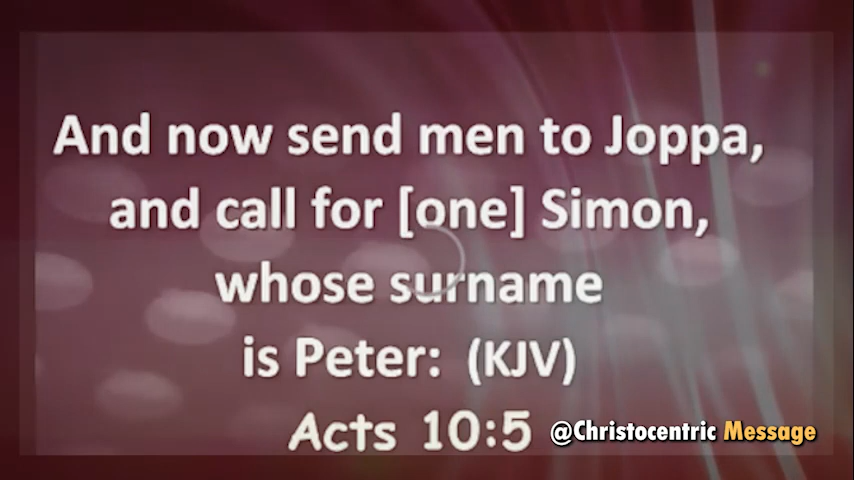 And now send men to Joppa,
and call for [one] Simon,
whose surname
is Peter: (KJV)
Acts 10:5
@Christocentric Message